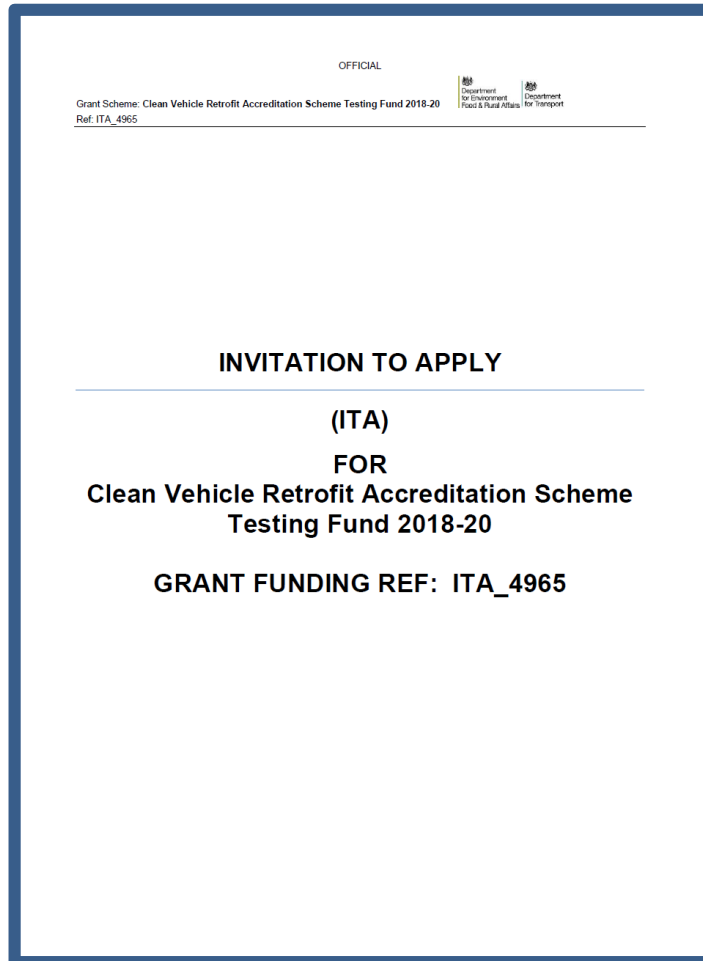 OFFICIAL
Grant Scheme: Clean Vehicle Retrofit Accreditation Scheme Testing Fund 2018-20
Ref: ITA_4965
Department
for Environment
Food & Rural Affairs
Department
for Transport
INVITATION TO APPLY
(ITA)
FOR
Clean Vehicle Retrofit Accreditation Scheme
Testing Fund 2018-20
GRANT FUNDING REF: ITA_4965